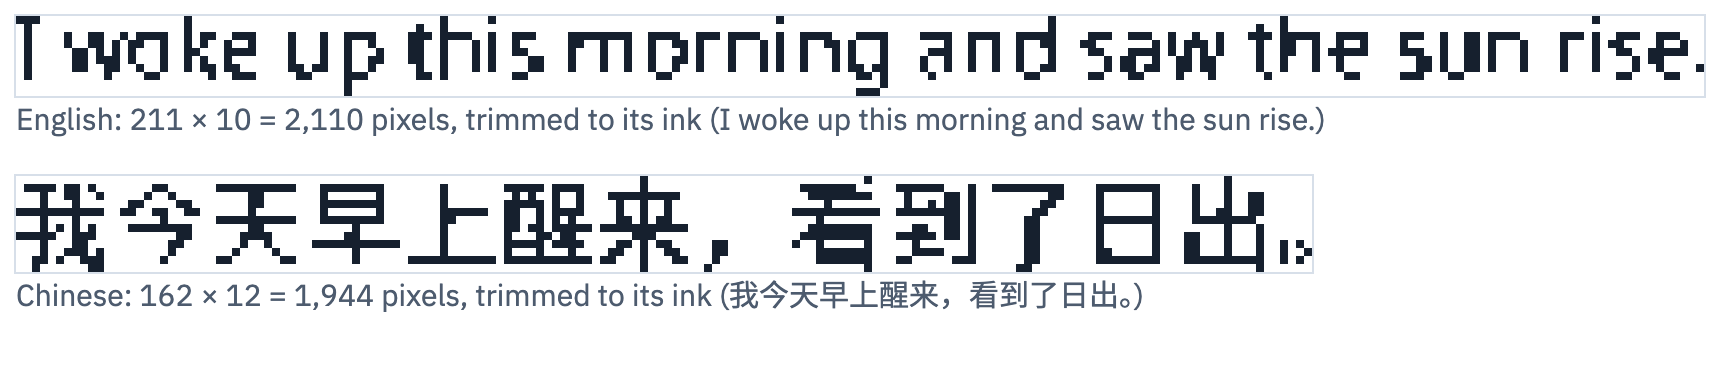 I woke up this morning and saw the sun rise.
English: 211 × 10 = 2,110 pixels, trimmed to its ink (I woke up this morning and saw the sun rise.)
我今天早上醒来，看到了日出。
Chinese: 162 × 12 = 1,944 pixels, trimmed to its ink (我今天早上醒来，看到了日出。)